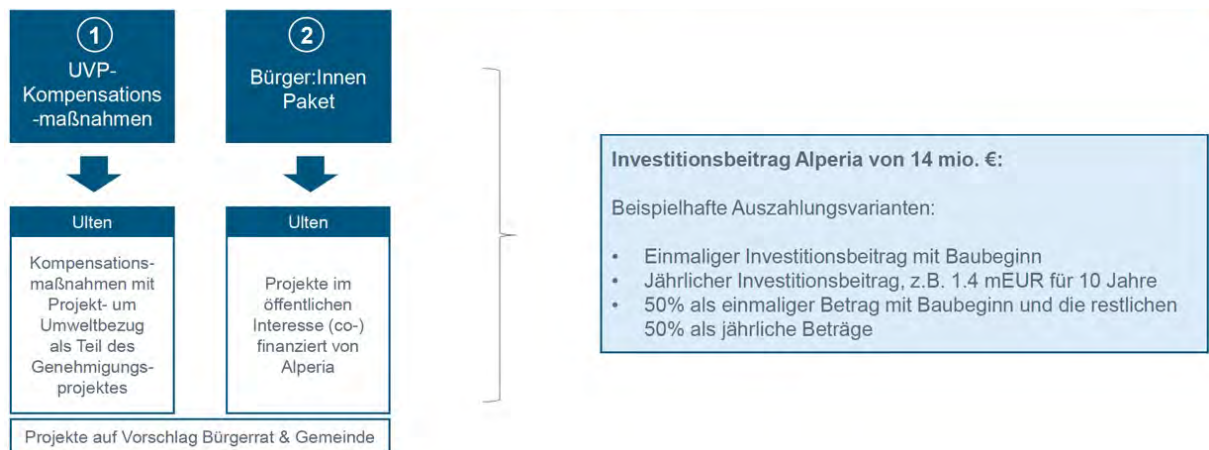 1
UVP-
Kompensations
-maßnahmen
2
Bürger:Innen
Paket
Ulten
Kompensations-
maßnahmen mit
Projekt- um
Umweltbezug
als Teil des
Genehmigungs-
projektes
Ulten
Projekte im
öffentlichen
Interesse (co-)
finanziert von
Alperia
Projekte auf Vorschlag Bürgerrat & Gemeinde
Investitionsbeitrag Alperia von 14 mio. €:
Beispielhafte Auszahlungsvarianten:
• Einmaliger Investitionsbeitrag mit Baubeginn
• Jährlicher Investitionsbeitrag, z.B. 1.4 mEUR für 10 Jahre
• 50% als einmaliger Betrag mit Baubeginn und die restlichen
50% als jährliche Beträge